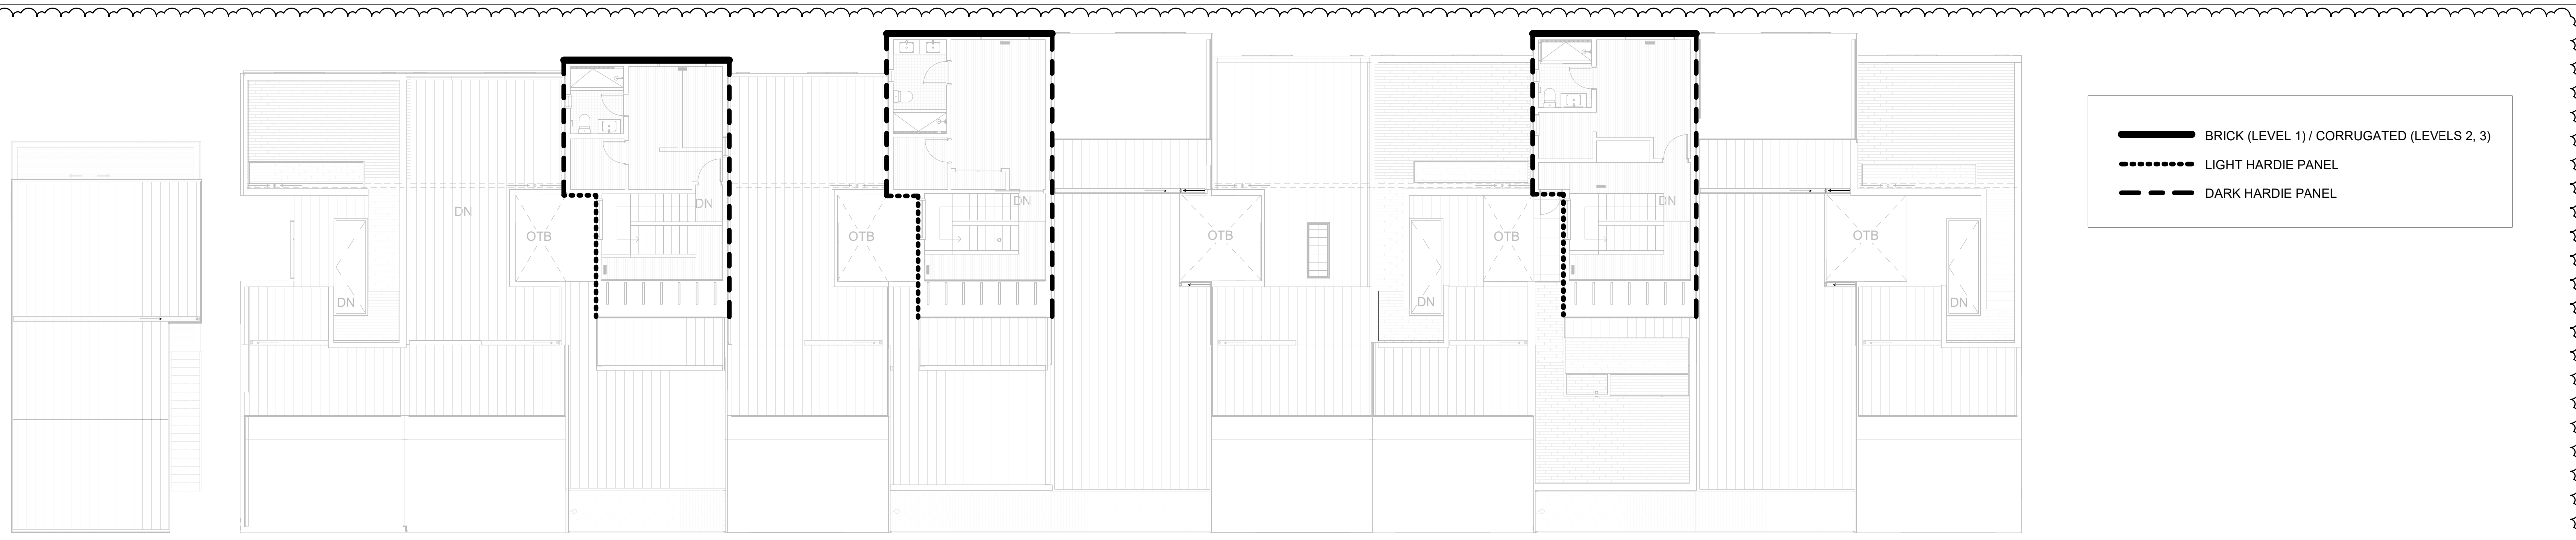 BRICK (LEVEL 1) / CORRUGATED (LEVELS 2, 3)
LIGHT HARDIE PANEL
DARK HARDIE PANEL
DN
DN
DN
DN
OTB
OTB
OTB
OTB
OTB
DN
DN
DN